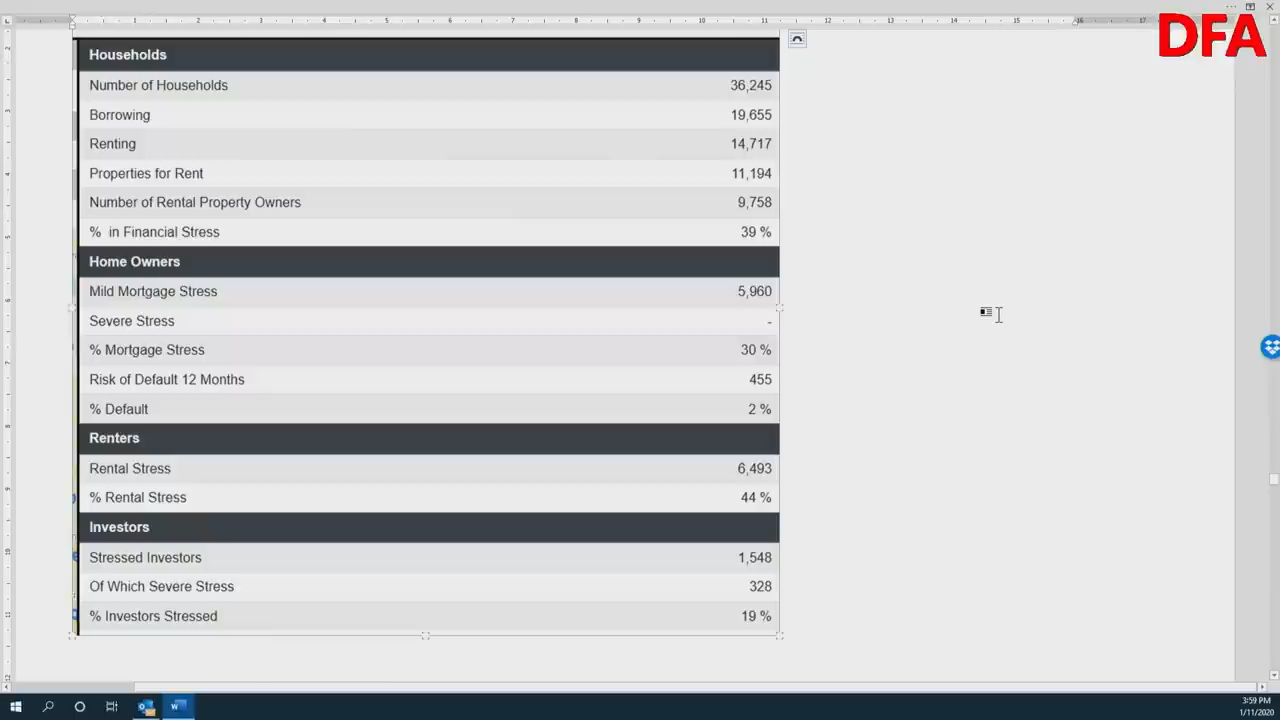 DFA
Households
Number of Households 36,245
Borrowing 19,655
Renting 14,717
Properties for Rent 11,194
Number of Rental Property Owners 9,758
% in Financial Stress 39 %
Home Owners
Mild Mortgage Stress 5,960
Severe Stress -
% Mortgage Stress 30 %
Risk of Default 12 Months 455
% Default 2 %
Renters
Rental Stress 6,493
% Rental Stress 44 %
Investors
Stressed Investors 1,548
Of Which Severe Stress 328
% Investors Stressed 19 %
3:59 PM
1/11/2020